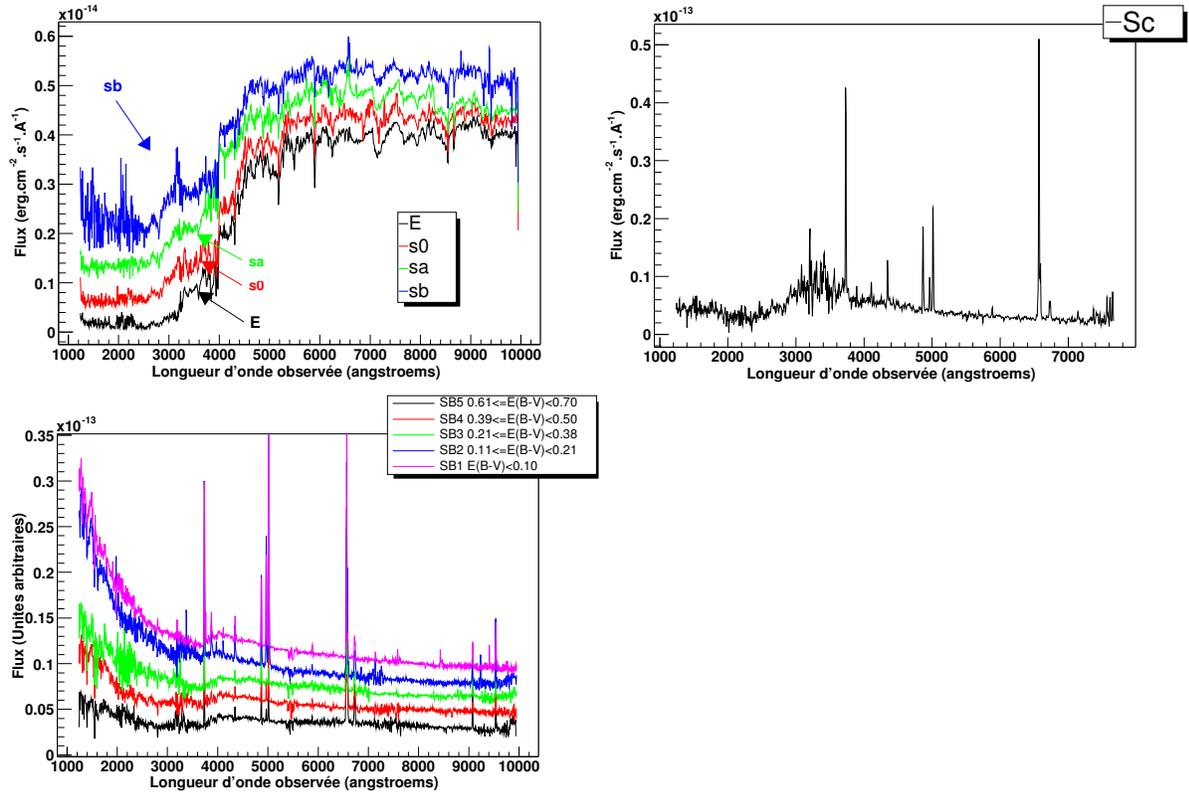 x10-14
0.6
0.5
0.4
0.3
0.2
0.1
0
Flux (erg.cm-2.s-1.A-1)
sb
sa
s0
E
E
s0
sa
sb
1000 2000 3000 4000 5000 6000 7000 8000 9000 10000
Longueur d'onde observée (angstroems)
x10-13
Sc
0.5
0.4
0.3
0.2
0.1
0
Flux (erg.cm-2.s-1.A-1)
1000 2000 3000 4000 5000 6000 7000
Longueur d'onde observée (angstroems)
x10-13
SB5 0.61<=E(B-V)<0.70
SB4 0.39<=E(B-V)<0.50
SB3 0.21<=E(B-V)<0.38
SB2 0.11<=E(B-V)<0.21
SB1 E(B-V)<0.10
0.35
0.3
0.25
0.2
0.15
0.1
0.05
0
Flux (Unites arbitraires)
1000 2000 3000 4000 5000 6000 7000 8000 9000 10000
Longueur d'onde observée (angstroems)